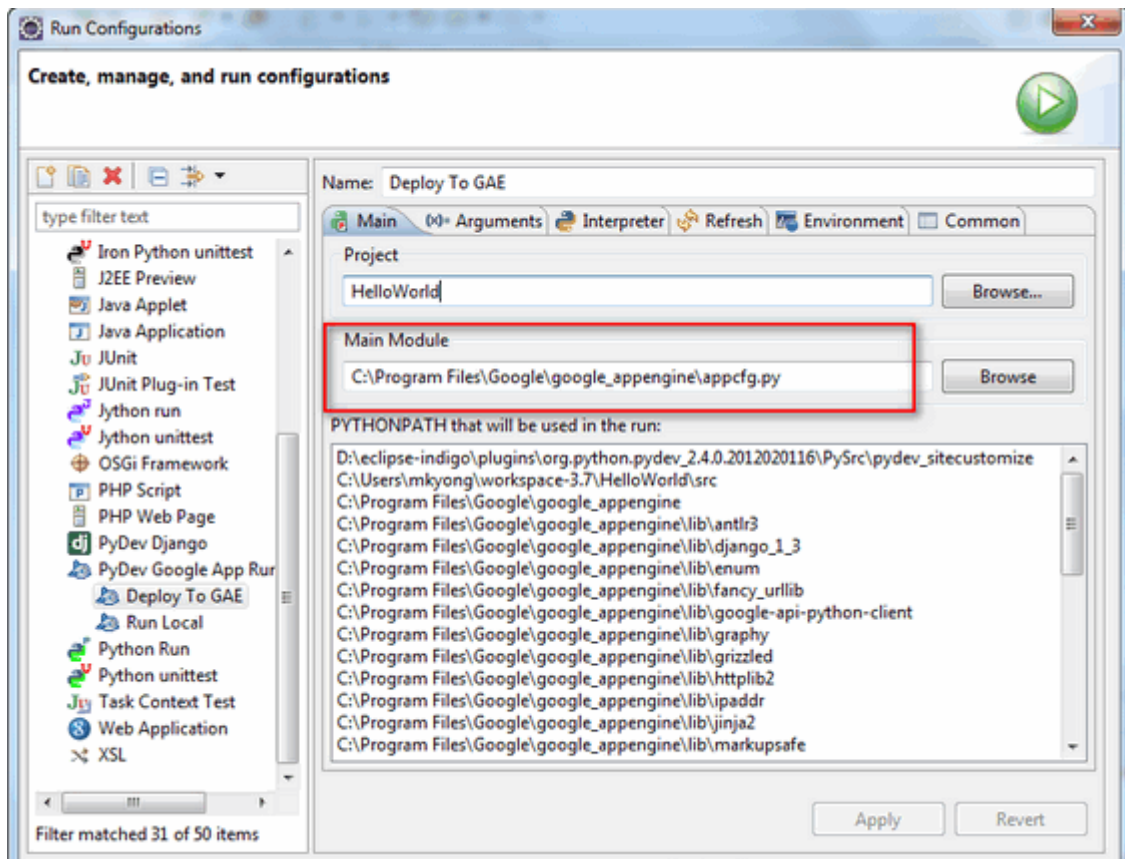 Run Configurations
Create, manage, and run configurations
type filter text
Iron Python unittest
J2EE Preview
Java Applet
Java Application
JUnit
JUnit Plug-in Test
Jython run
Jython unittest
OSGi Framework
PHP Script
PHP Web Page
PyDev Django
PyDev Google App Run
Deploy To GAE
Run Local
Python Run
Python unittest
Task Context Test
Web Application
XSL
Filter matched 31 of 50 items
Name: Deploy To GAE
Main (x)= Arguments Interpreter Refresh Environment Common
Project
HelloWorld Browse...
Main Module
C:\Program Files\Google\google_appengine\appcfg.py Browse
PYTHONPATH that will be used in the run:
D:\eclipse-indigo\plugins\org.python.pydev_2.4.0.2012020116\PySrc\pydev_sitecustomize
C:\Users\mkyong\workspace-3.7\HelloWorld\src
C:\Program Files\Google\google_appengine
C:\Program Files\Google\google_appengine\lib\antlr3
C:\Program Files\Google\google_appengine\lib\django_1_3
C:\Program Files\Google\google_appengine\lib\enum
C:\Program Files\Google\google_appengine\lib\fancy_urllib
C:\Program Files\Google\google_appengine\lib\google-api-python-client
C:\Program Files\Google\google_appengine\lib\graphy
C:\Program Files\Google\google_appengine\lib\grizzled
C:\Program Files\Google\google_appengine\lib\httplib2
C:\Program Files\Google\google_appengine\lib\ipaddr
C:\Program Files\Google\google_appengine\lib\jinja2
C:\Program Files\Google\google_appengine\lib\markupsafe
Apply Revert